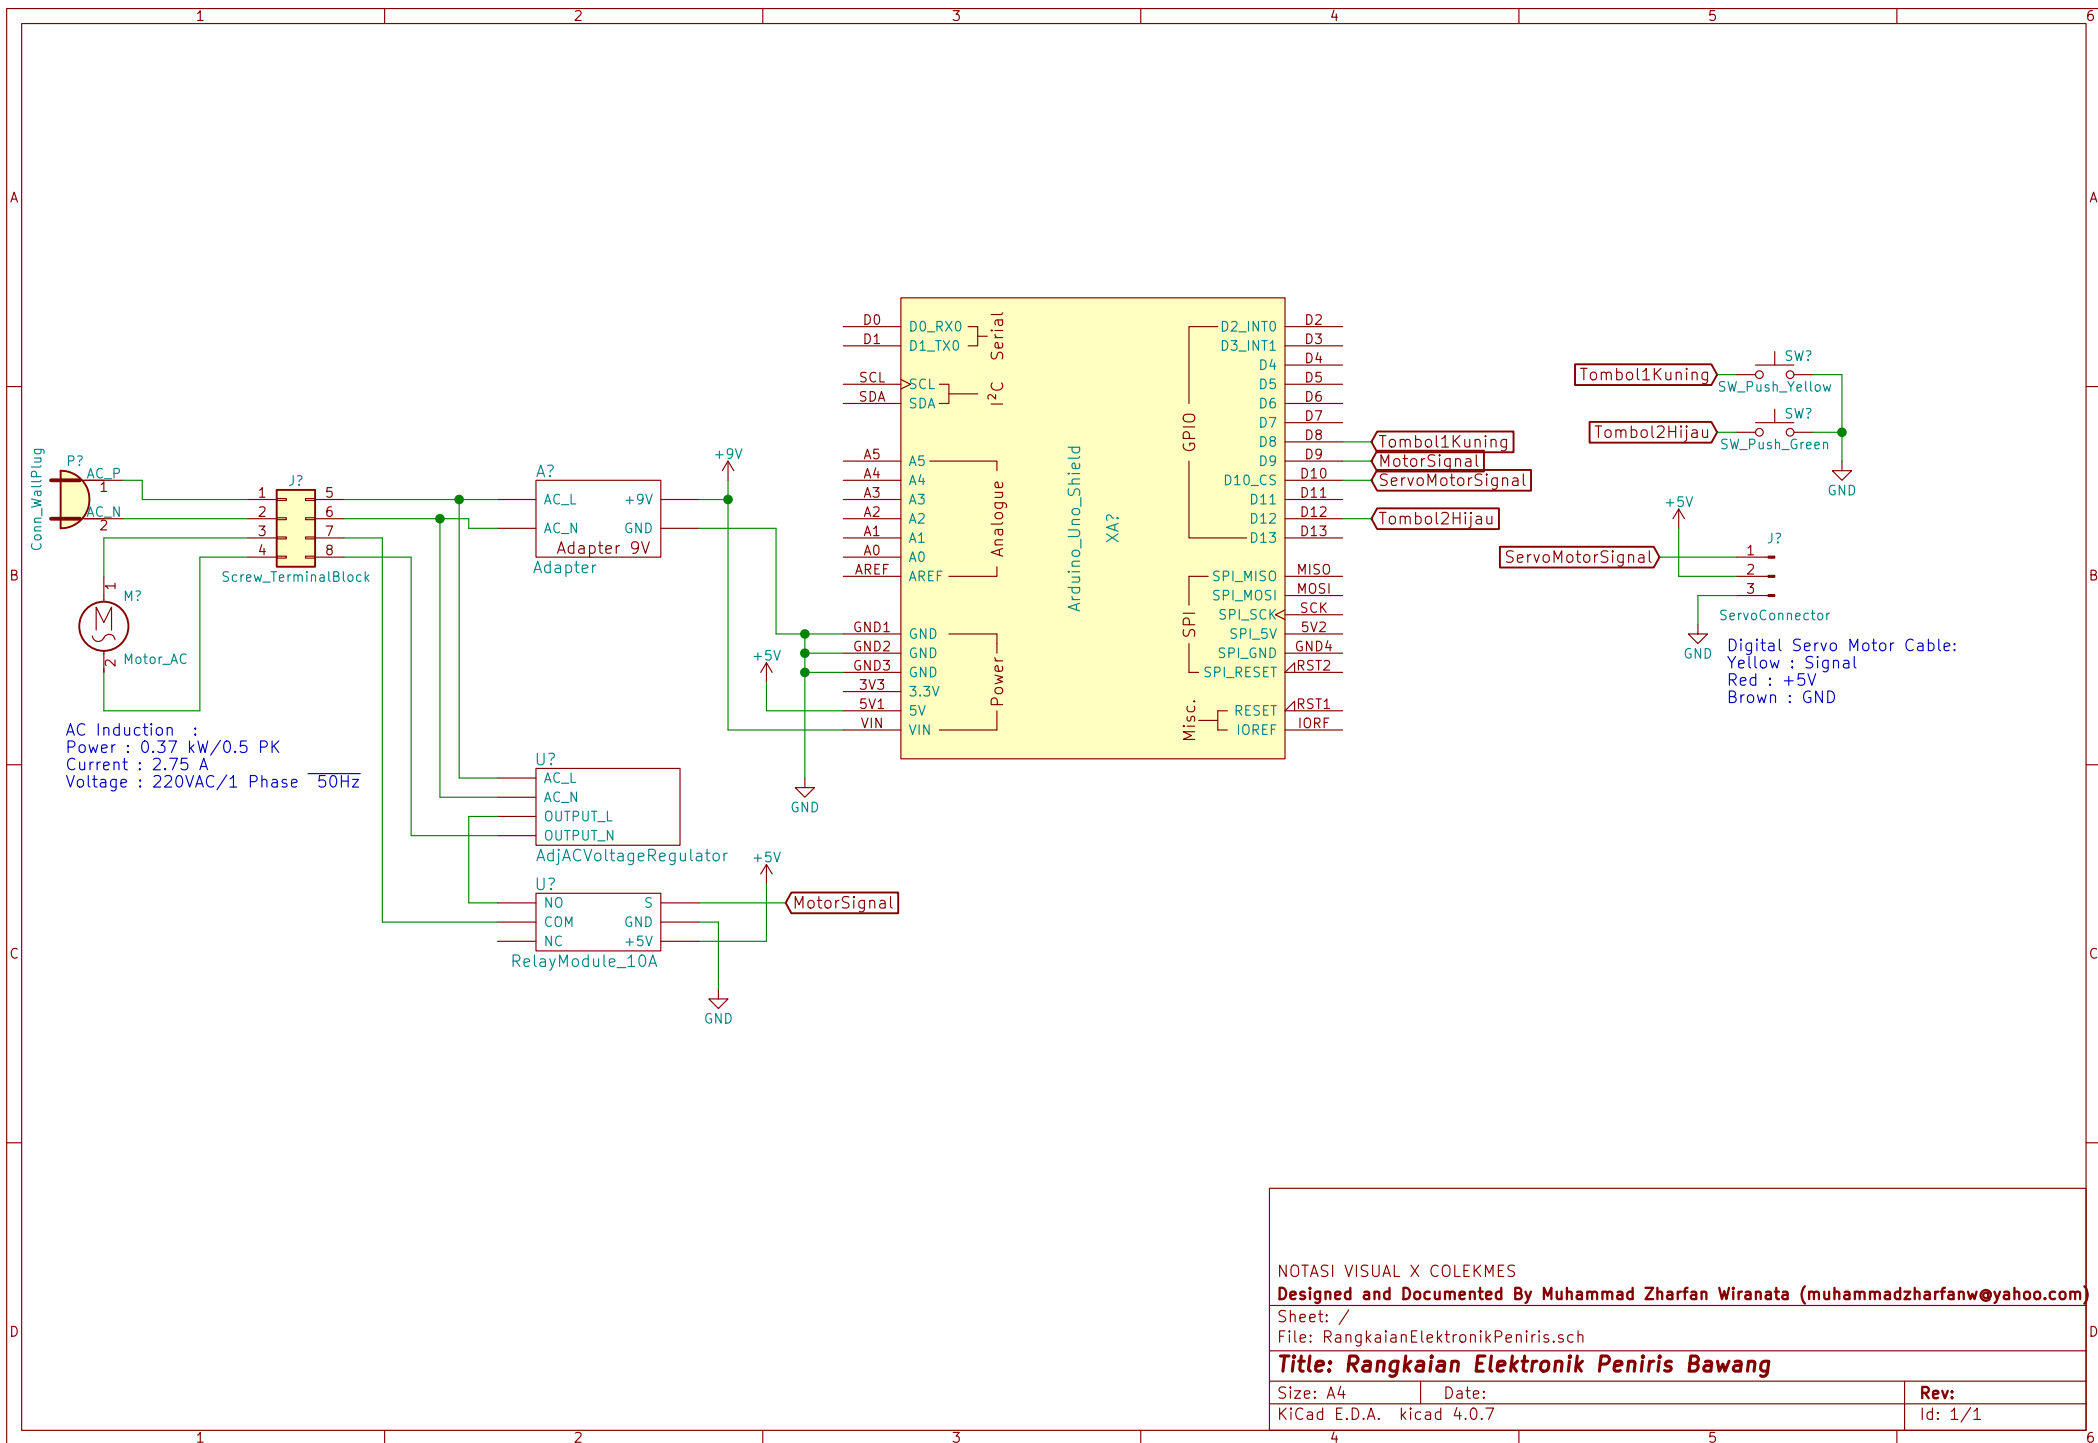 1
2
3
4
5
6
A
A
B
B
C
C
D
D
Conn_WallPlug
P?
AC_P
1
AC_N
2
J?
1 5
2 6
3 7
4 8
Screw_TerminalBlock
1
M?
M
2
Motor_AC
AC Induction  :
Power : 0.37 kW/0.5 PK
Current : 2.75 A
Voltage : 220VAC/1 Phase  50Hz
A?
AC_L +9V
AC_N GND
Adapter 9V
Adapter
+9V
+5V
GND
U?
AC_L
AC_N
OUTPUT_L
OUTPUT_N
AdjACVoltageRegulator
U?
NO S
COM GND
NC +5V
RelayModule_10A
+5V
MotorSignal
GND
D0 D0_RX0
D1 D1_TX0
Serial
SCL SCL
SDA SDA
I²C
A5 A5
A4 A4
A3 A3
A2 A2
A1 A1
A0 A0
AREF AREF
Analogue
GND1 GND
GND2 GND
GND3 GND
3V3 3.3V
5V1 5V
VIN VIN
Power
Arduino_Uno_Shield
XA?
GPIO
D2_INT0 D2
D3_INT1 D3
D4 D4
D5 D5
D6 D6
D7 D7
D8 D8 Tombol1Kuning
D9 D9 MotorSignal
D10_CS D10 ServoMotorSignal
D11 D11
D12 D12 Tombol2Hijau
D13 D13
SPI
SPI_MISO MISO
SPI_MOSI MOSI
SPI_SCK SCK
SPI_5V 5V2
SPI_GND GND4
SPI_RESET RST2
Misc.
RESET RST1
IOREF IORF
Tombol1Kuning
SW?
SW_Push_Yellow
Tombol2Hijau
SW?
SW_Push_Green
GND
+5V
J?
ServoMotorSignal
1
2
3
ServoConnector
GND
Digital Servo Motor Cable:
Yellow : Signal
Red : +5V
Brown : GND
NOTASI VISUAL X COLEKMES
Designed and Documented By Muhammad Zharfan Wiranata (muhammadzharfanw@yahoo.com)
Sheet: /
File: RangkaianElektronikPeniris.sch
Title: Rangkaian Elektronik Peniris Bawang
Size: A4 Date: Rev:
KiCad E.D.A.  kicad 4.0.7 Id: 1/1
1
2
3
4
5
6